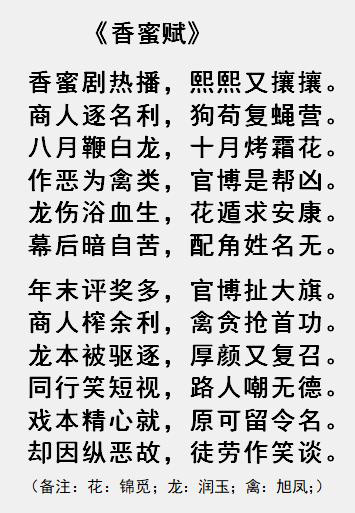 《香蜜赋》
香蜜剧热播，熙熙又攘攘。
商人逐名利，狗苟复蝇营。
八月鞭白龙，十月烤霜花。
作恶为禽类，官博是帮凶。
龙伤浴血生，花遁求安康。
幕后暗自苦，配角姓名无。
年末评奖多，官博扯大旗。
商人榨余利，禽贪抢首功。
龙本被驱逐，厚颜又复召。
同行笑短视，路人嘲无德。
戏本精心就，原可留令名。
却因纵恶故，徒劳作笑谈。
（备注：花：锦觅；龙：润玉；禽：旭凤;）